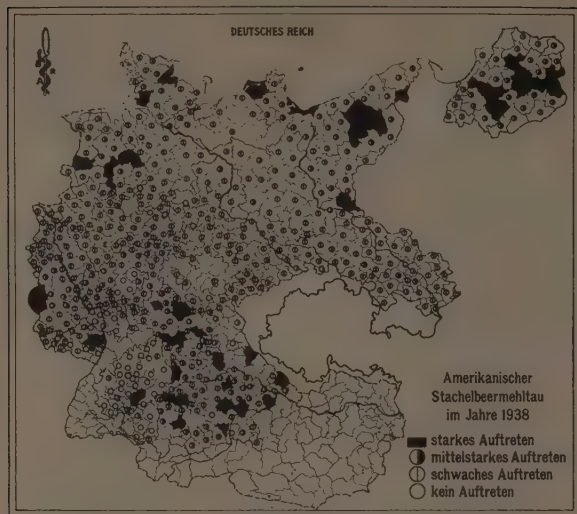 DEUTSCHES REICH
Amerikanischer
Stachelbeermehltau
im Jahre 1938
starkes Auftreten
mittelstarkes Auftreten
schwaches Auftreten
kein Auftreten